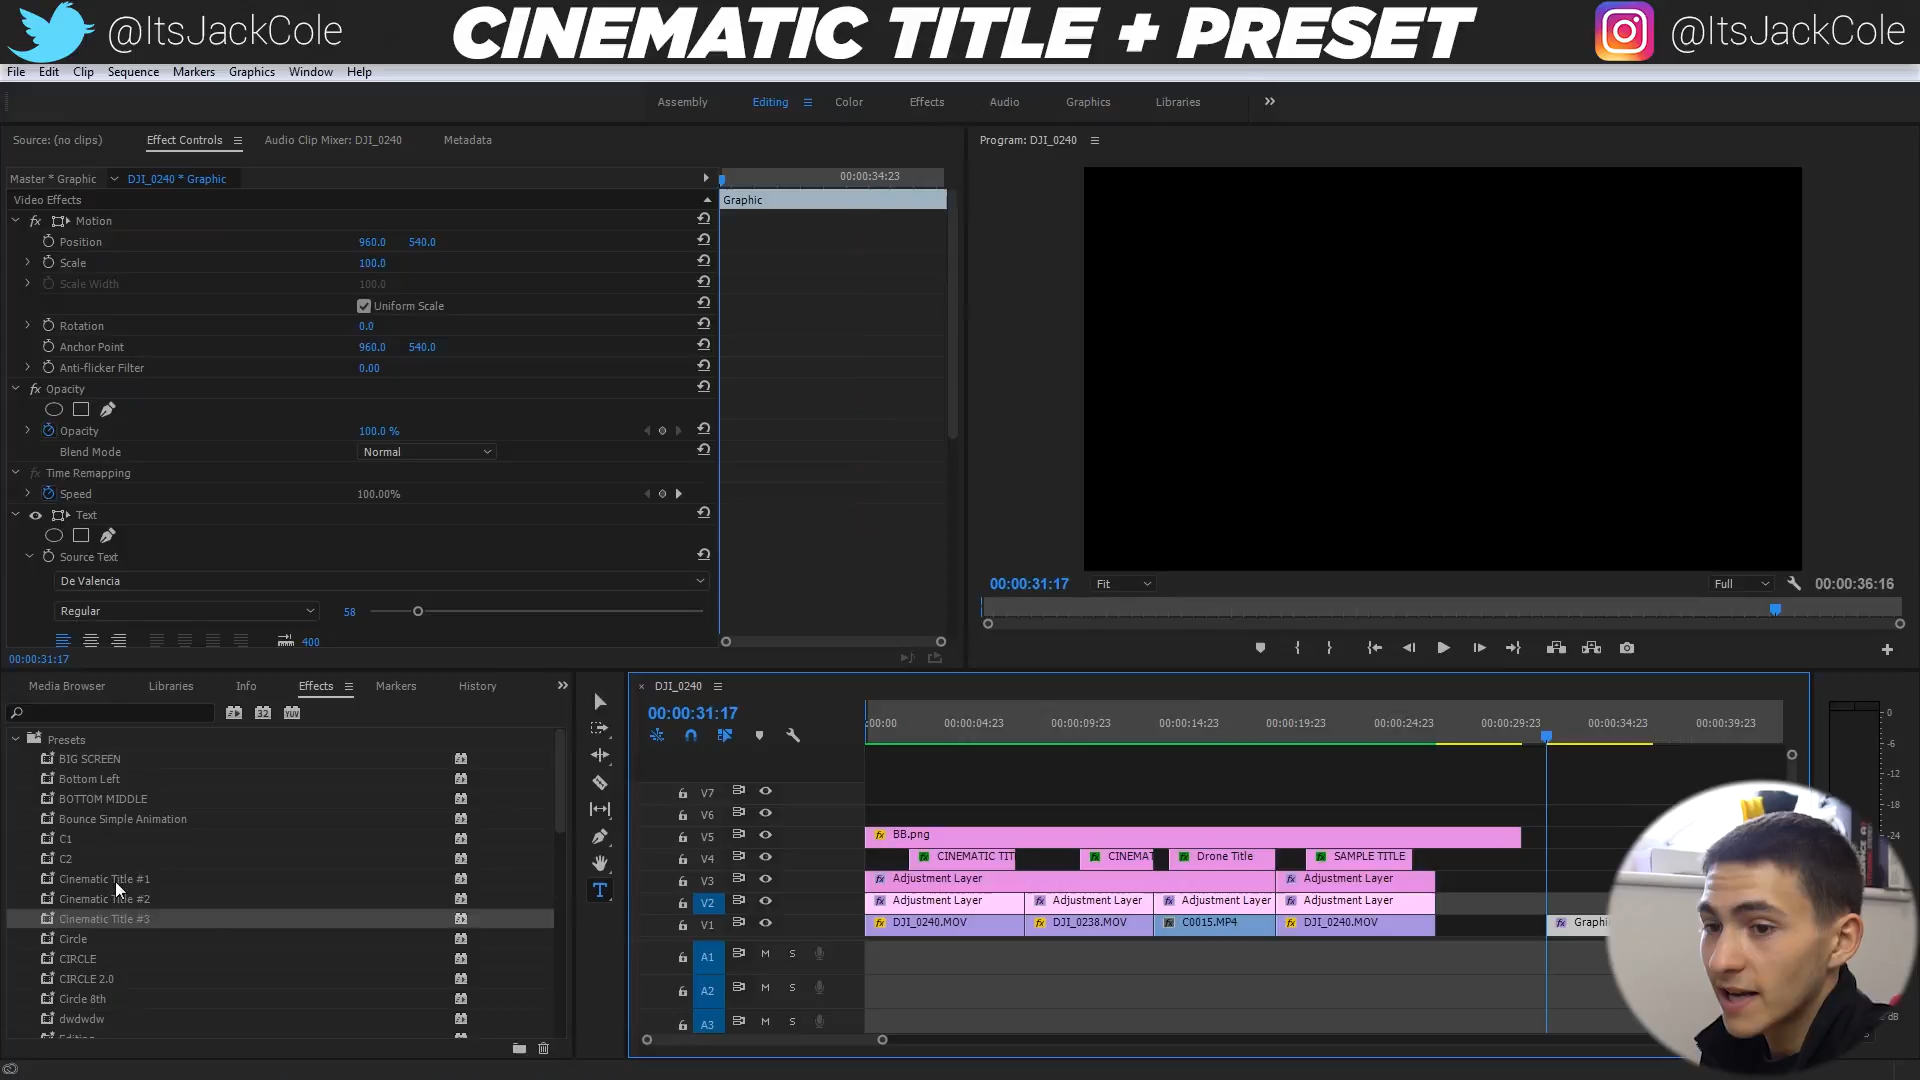 @ItsJackCole CINEMATIC TITLE + PRESET @ItsJackCole
File Edit Clip Sequence Markers Graphics Window Help
Assembly Editing Color Effects Audio Graphics Libraries
Source: (no clips) Effect Controls Audio Clip Mixer: DJI_0240 Metadata
Program: DJI_0240
Master * Graphic DJI_0240 * Graphic
00:00:34:23
Video Effects
Graphic
fx Motion
Position 960.0 540.0
Scale 100.0
Scale Width 100.0
Uniform Scale
Rotation 0.0
Anchor Point 960.0 540.0
Anti-flicker Filter 0.00
fx Opacity
Opacity 100.0 %
Blend Mode Normal
fx Time Remapping
Speed 100.00%
Text
Source Text
De Valencia
Regular 58
400
00:00:31:17
00:00:31:17 Fit Full 00:00:36:16
Media Browser Libraries Info Effects Markers History
32 YUV
Presets
BIG SCREEN
Bottom Left
BOTTOM MIDDLE
Bounce Simple Animation
C1
C2
Cinematic Title #1
Cinematic Title #2
Cinematic Title #3
Circle
CIRCLE
CIRCLE 2.0
Circle 8th
dwdwdw
T
× DJI_0240
00:00:31:17
:00:00 00:00:04:23 00:00:09:23 00:00:14:23 00:00:19:23 00:00:24:23 00:00:29:23 00:00:34:23 00:00:39:23
V7
V6
V5 fx BB.png
V4 fx CINEMATIC TIT fx CINEMAT fx Drone Title fx SAMPLE TITLE
V3 fx Adjustment Layer fx Adjustment Layer
V2 fx Adjustment Layer fx Adjustment Layer fx Adjustment Layer fx Adjustment Layer
V1 fx DJI_0240.MOV fx DJI_0238.MOV fx C0015.MP4 fx DJI_0240.MOV fx Graphi
A1 M S
A2 M S
A3 M S
0
-6
-12
-18
-24
dB